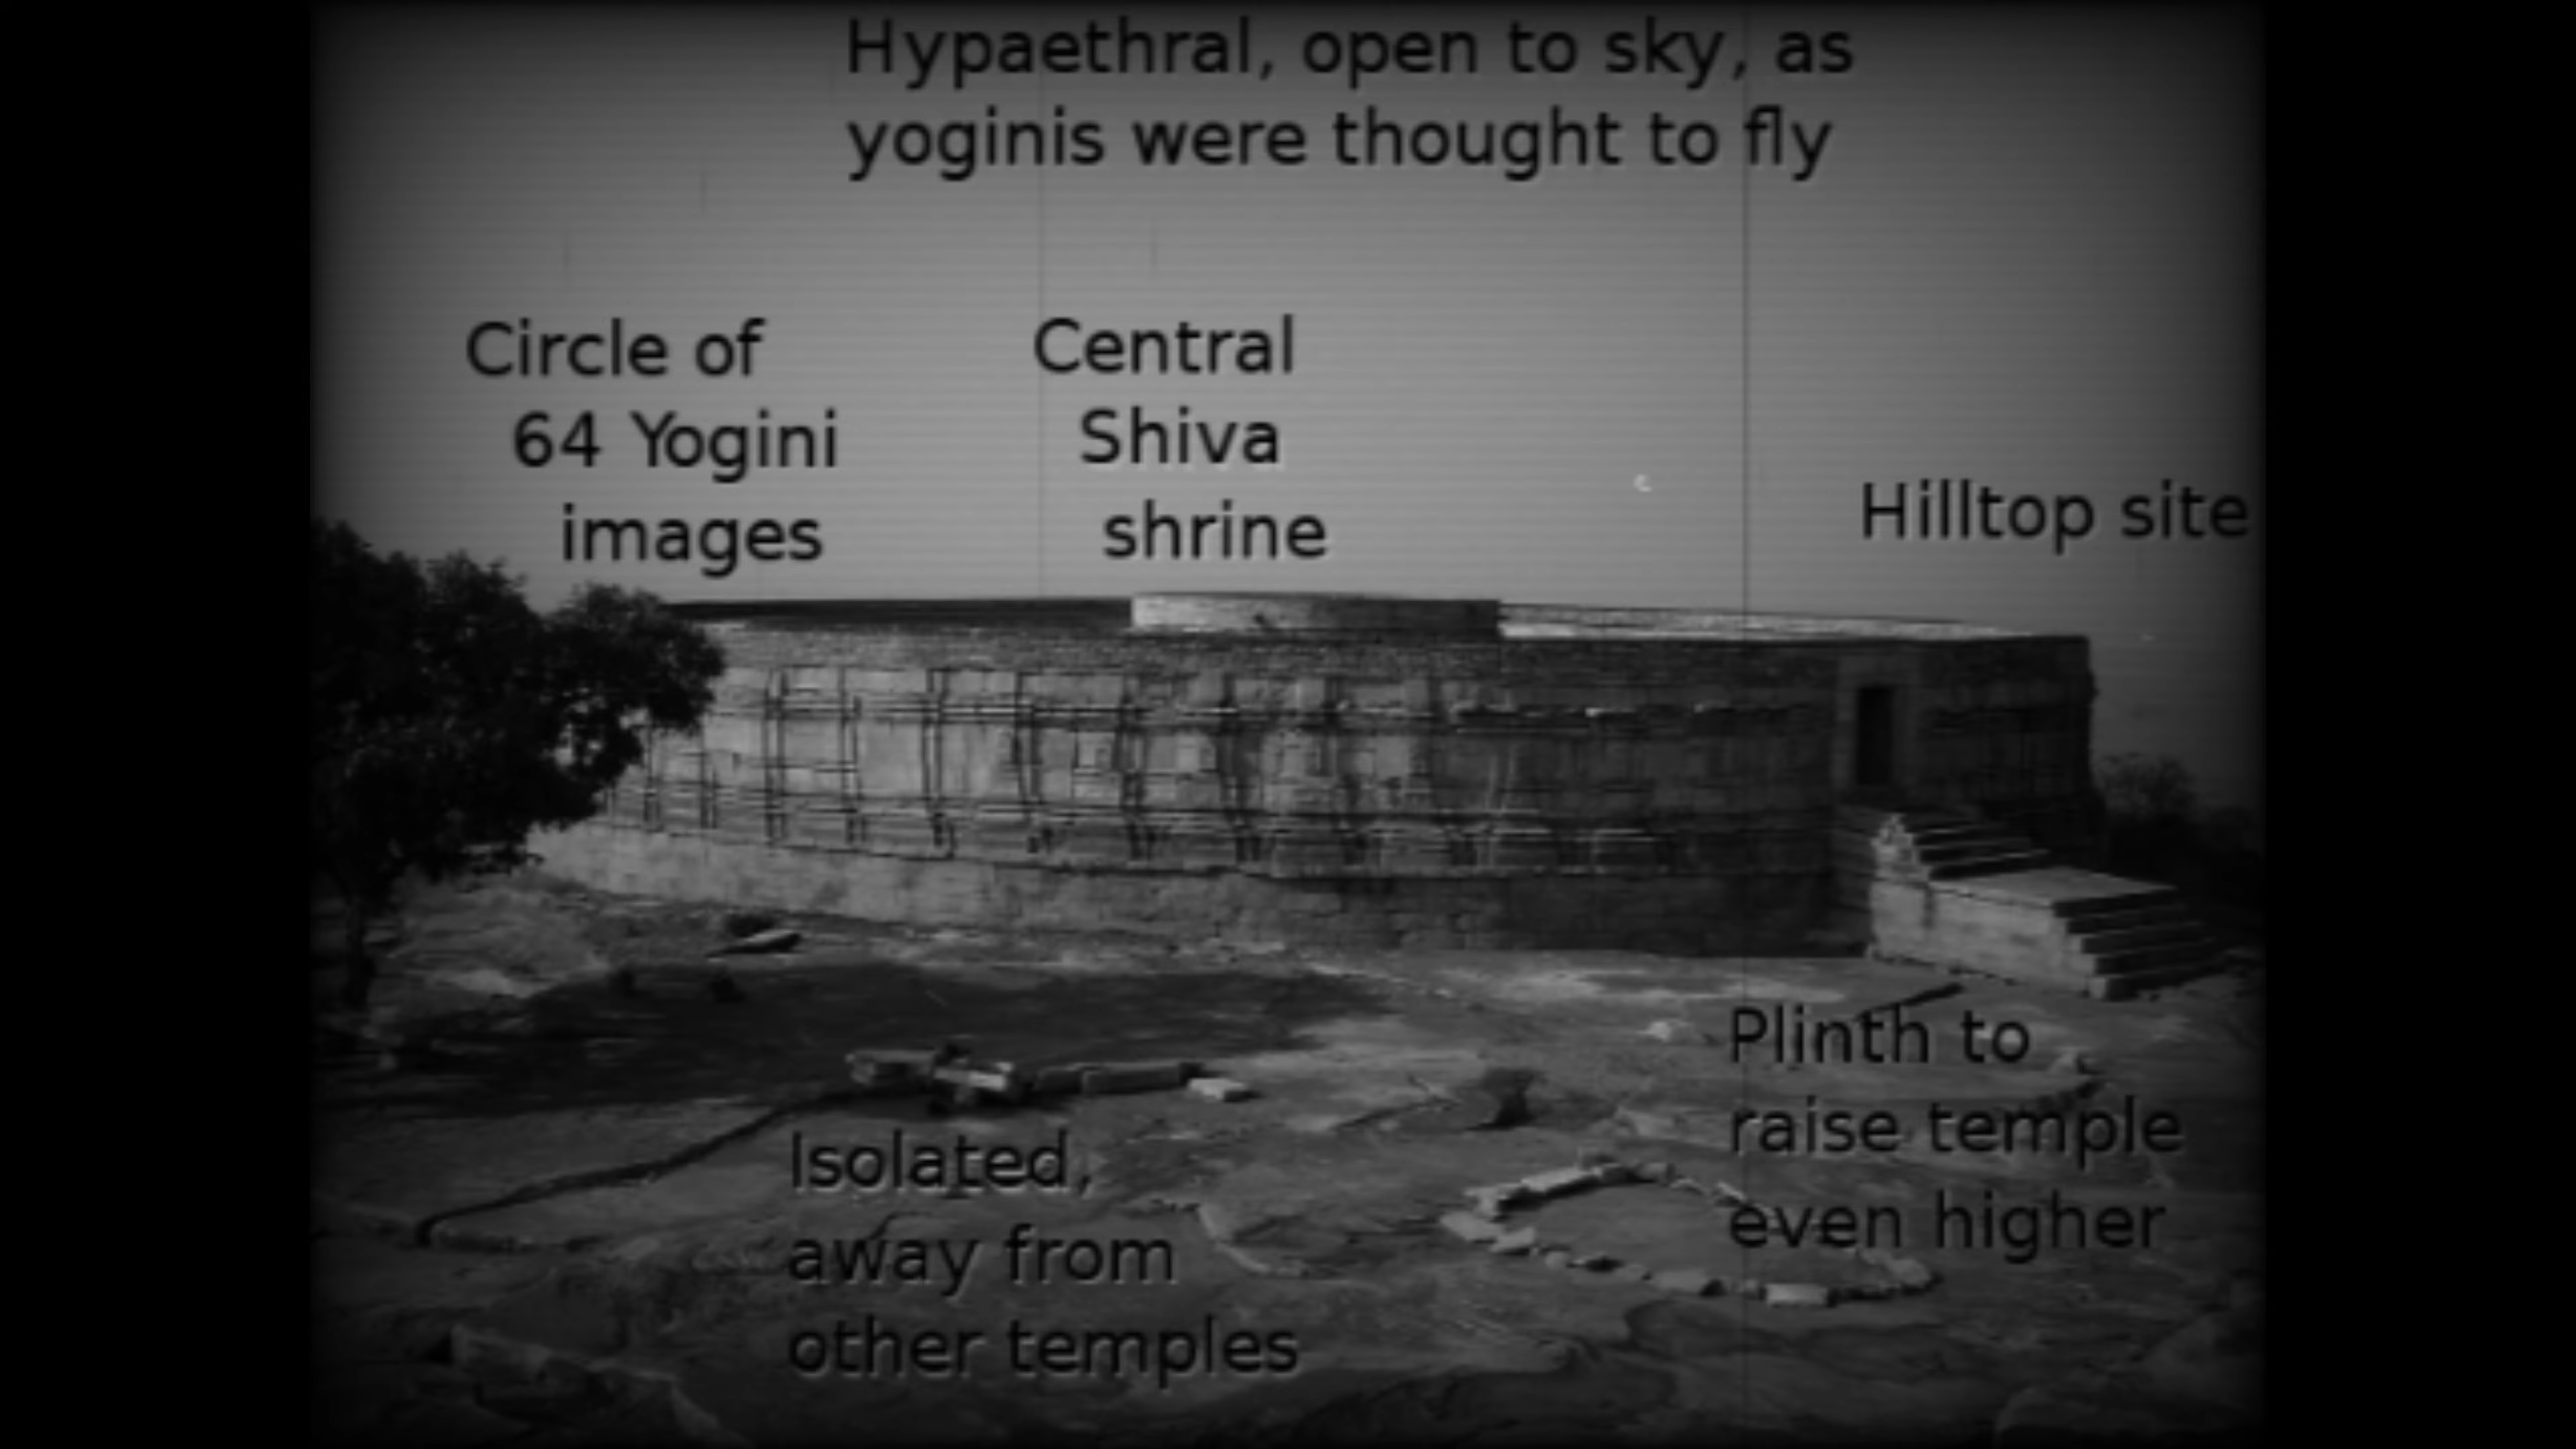 Hypaethral, open to sky, as
yoginis were thought to fly
Circle of
64 Yogini
images
Central
Shiva
shrine
Hilltop site
Plinth to
raise temple
even higher
Isolated,
away from
other temples